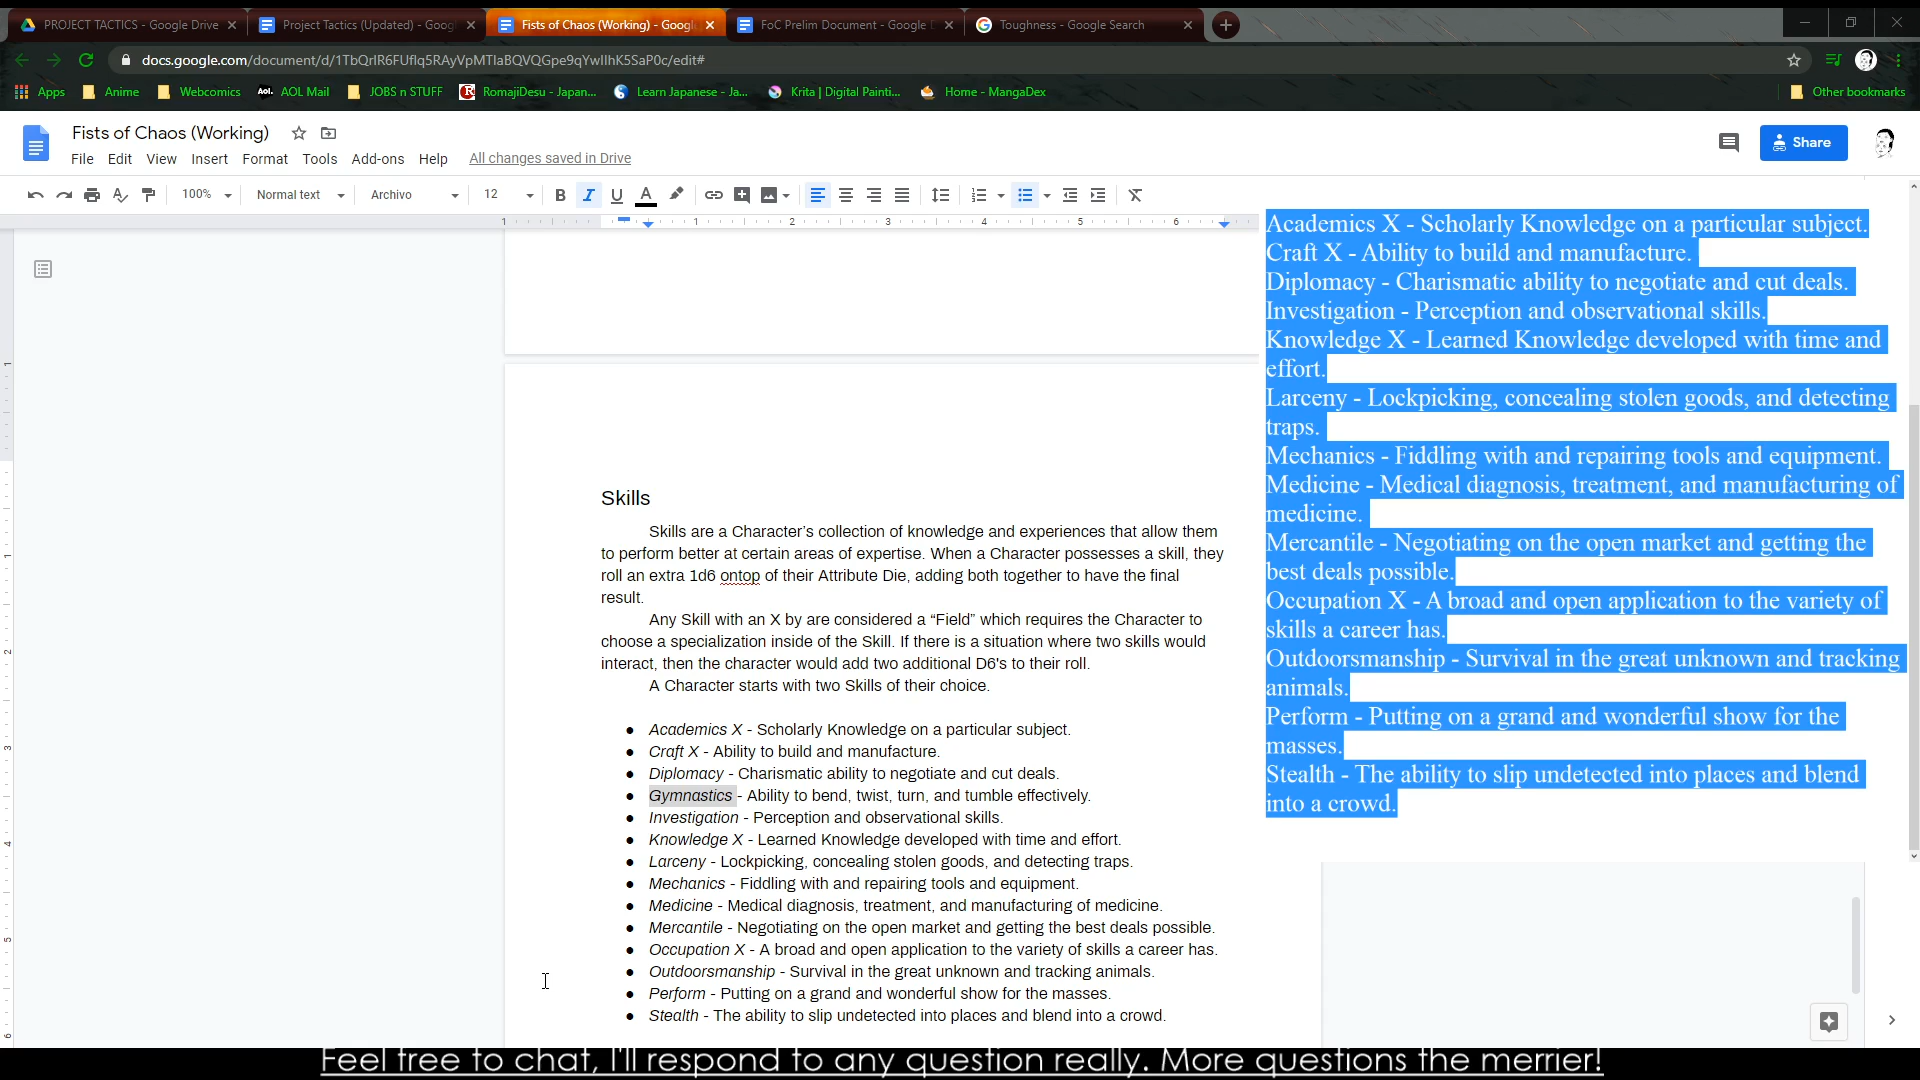 PROJECT TACTICS - Google Drive
Project Tactics (Updated) - Goog
Fists of Chaos (Working) - Googl
FoC Prelim Document - Google D
Toughness - Google Search
docs.google.com/document/d/1TbQrIR6FUflq5RAyVpMTIaBQVQGpe9qYwIIhK5SaP0c/edit#
Apps
Anime
Webcomics
Aol.
AOL Mail
JOBS n STUFF
RomajiDesu - Japan...
Learn Japanese - Ja...
Krita | Digital Painti...
Home - MangaDex
Other bookmarks
Fists of Chaos (Working)
File Edit View Insert Format Tools Add-ons Help
All changes saved in Drive
Share
100%
Normal text
Archivo
12
B I U A
1 1 2 3 4 5 6
Skills
Skills are a Character's collection of knowledge and experiences that allow them
to perform better at certain areas of expertise. When a Character possesses a skill, they
roll an extra 1d6 ontop of their Attribute Die, adding both together to have the final
result.
Any Skill with an X by are considered a “Field” which requires the Character to
choose a specialization inside of the Skill. If there is a situation where two skills would
interact, then the character would add two additional D6's to their roll.
A Character starts with two Skills of their choice.
● Academics X - Scholarly Knowledge on a particular subject.
● Craft X - Ability to build and manufacture.
● Diplomacy - Charismatic ability to negotiate and cut deals.
● Gymnastics - Ability to bend, twist, turn, and tumble effectively.
● Investigation - Perception and observational skills.
● Knowledge X - Learned Knowledge developed with time and effort.
● Larceny - Lockpicking, concealing stolen goods, and detecting traps.
● Mechanics - Fiddling with and repairing tools and equipment.
● Medicine - Medical diagnosis, treatment, and manufacturing of medicine.
● Mercantile - Negotiating on the open market and getting the best deals possible.
● Occupation X - A broad and open application to the variety of skills a career has.
● Outdoorsmanship - Survival in the great unknown and tracking animals.
● Perform - Putting on a grand and wonderful show for the masses.
● Stealth - The ability to slip undetected into places and blend into a crowd.
Academics X - Scholarly Knowledge on a particular subject.
Craft X - Ability to build and manufacture.
Diplomacy - Charismatic ability to negotiate and cut deals.
Investigation - Perception and observational skills.
Knowledge X - Learned Knowledge developed with time and
effort.
Larceny - Lockpicking, concealing stolen goods, and detecting
traps.
Mechanics - Fiddling with and repairing tools and equipment.
Medicine - Medical diagnosis, treatment, and manufacturing of
medicine.
Mercantile - Negotiating on the open market and getting the
best deals possible.
Occupation X - A broad and open application to the variety of
skills a career has.
Outdoorsmanship - Survival in the great unknown and tracking
animals.
Perform - Putting on a grand and wonderful show for the
masses.
Stealth - The ability to slip undetected into places and blend
into a crowd.
1
1
2
3
4
5
6
Feel free to chat, I'll respond to any question really. More questions the merrier!